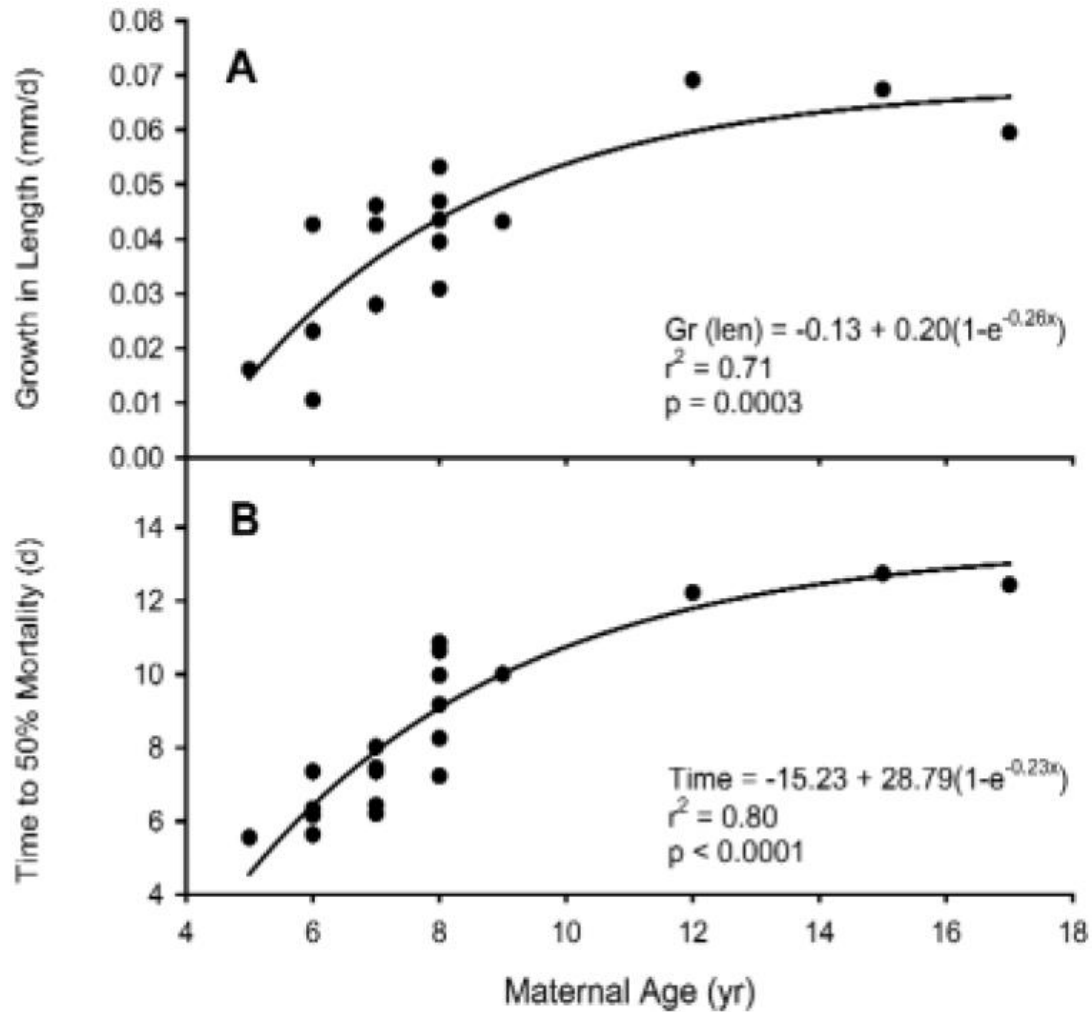 A
Growth in Length (mm/d)
0.08
0.07
0.06
0.05
0.04
0.03
0.02
0.01
0.00
Gr (len) = -0.13 + 0.20(1-e^-0.26x)
r² = 0.71
p = 0.0003
B
Time to 50% Mortality (d)
14
12
10
8
6
4
Time = -15.23 + 28.79(1-e^-0.23x)
r² = 0.80
p < 0.0001
4 6 8 10 12 14 16 18
Maternal Age (yr)